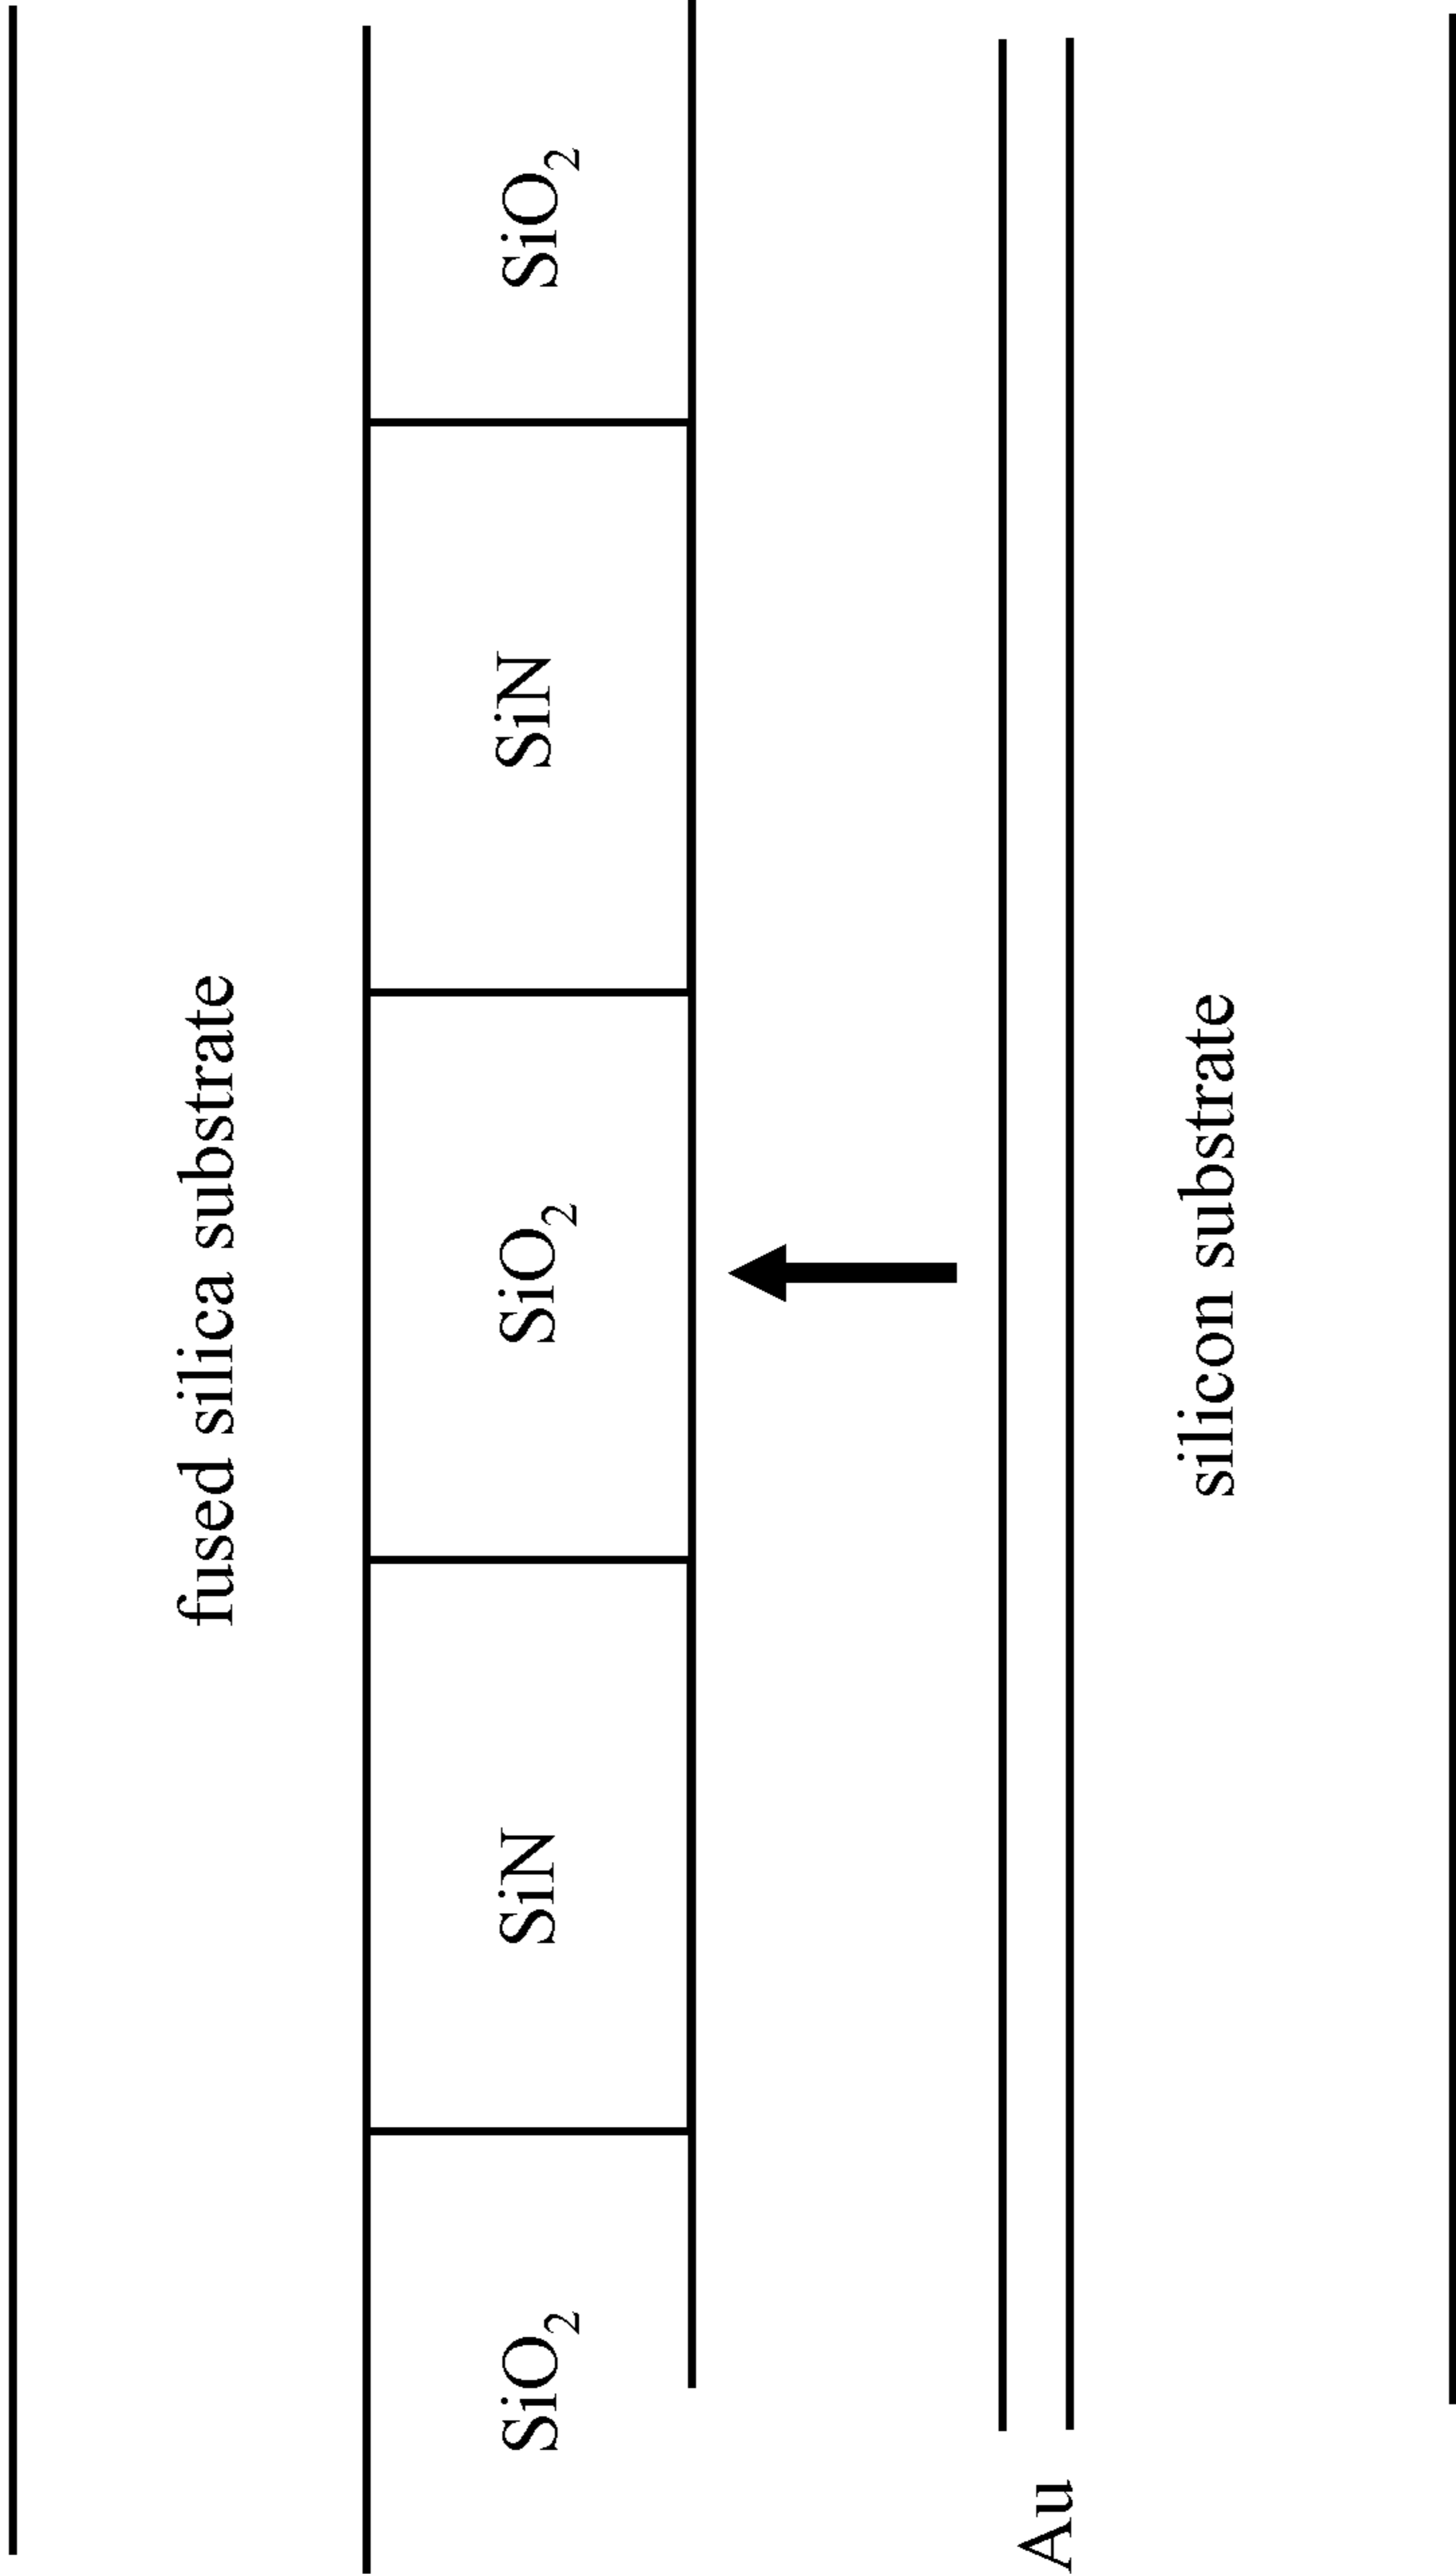 fused silica substrate
SiO₂
SiN
SiO₂
SiN
SiO₂
Au
silicon substrate